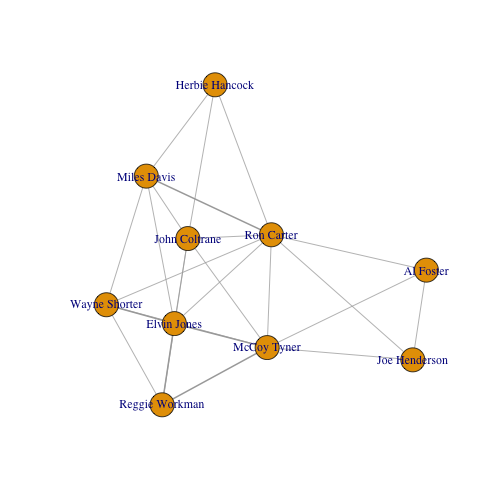 Herbie Hancock
Miles Davis
John Coltrane
Ron Carter
Al Foster
Wayne Shorter
Elvin Jones
McCoy Tyner
Joe Henderson
Reggie Workman